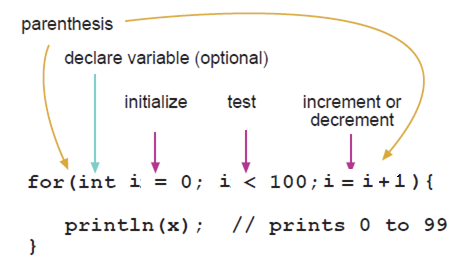 parenthesis
declare variable (optional)
initialize test increment or
decrement
for(int i = 0; i < 100; i = i+1){
println(x); // prints 0 to 99
}